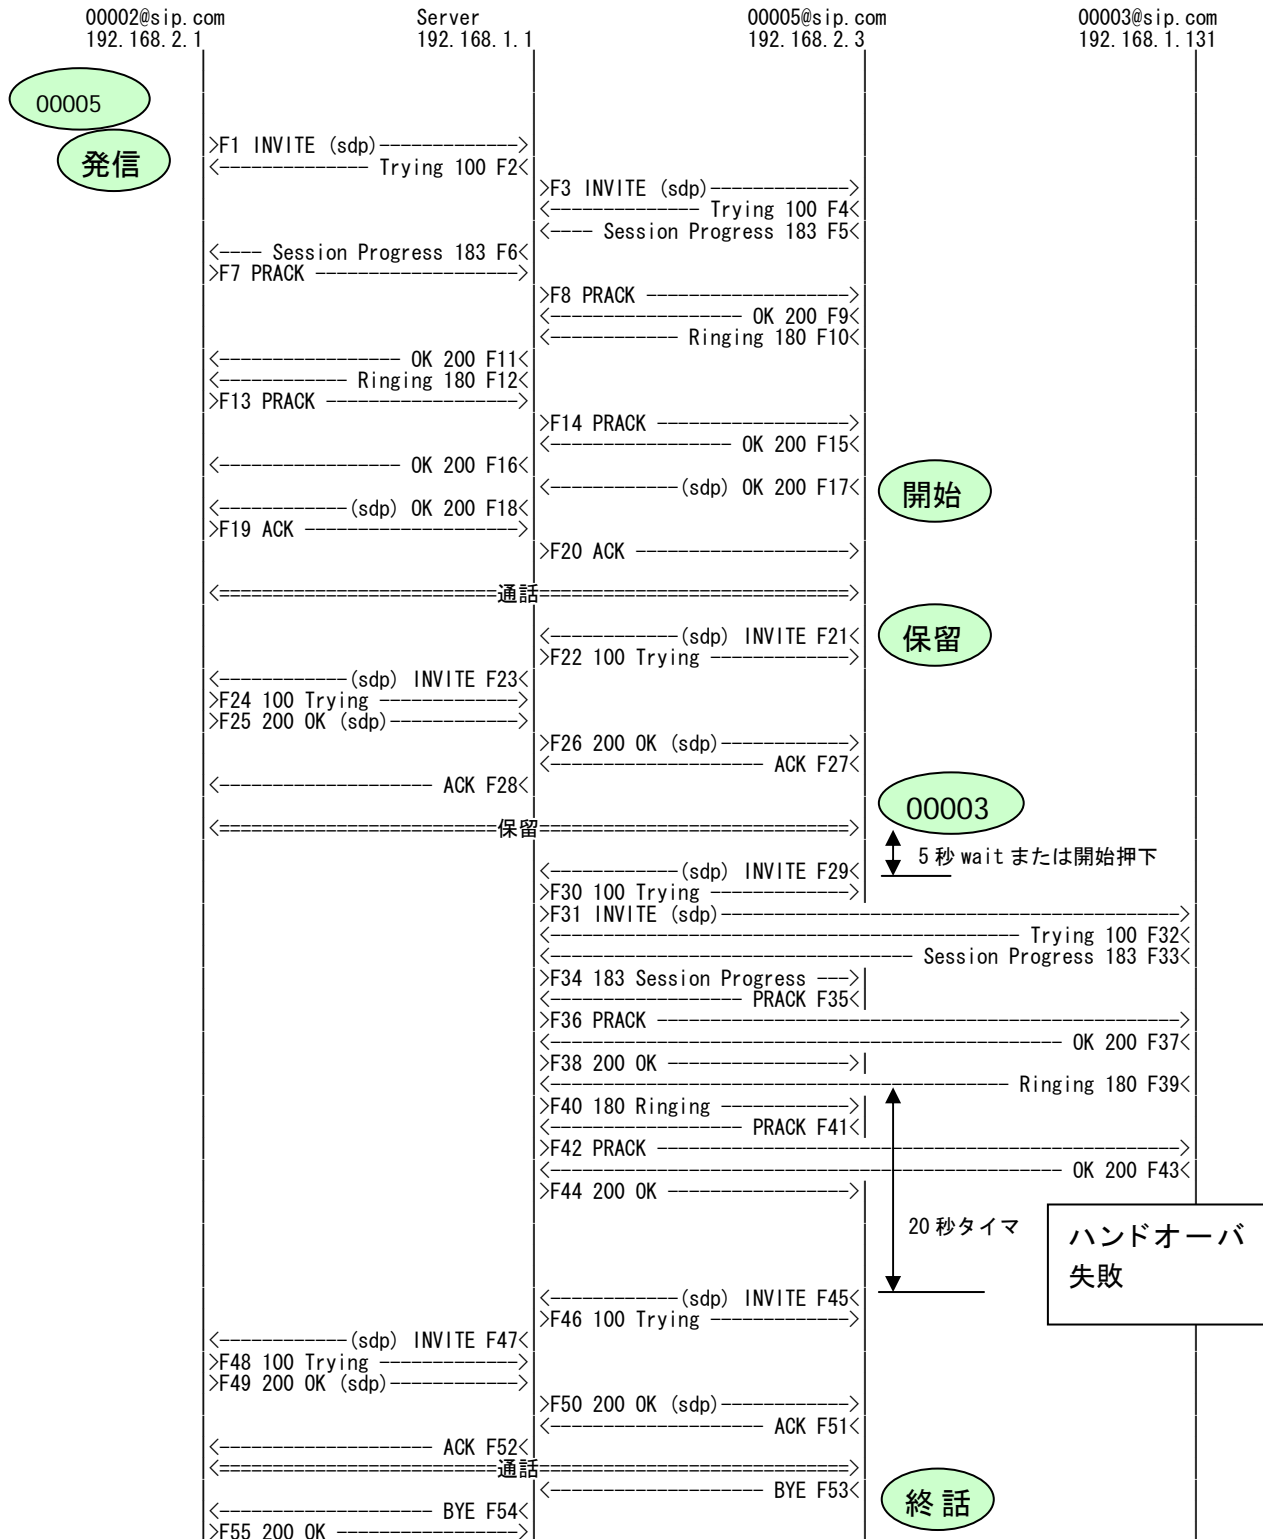 00002@sip.com Server 00005@sip.com 00003@sip.com
192.168.2.1 192.168.1.1 192.168.2.3 192.168.1.131
00005
発信
>F1 INVITE (sdp)------------->
<-------------- Trying 100 F2<
>F3 INVITE (sdp)------------->
<-------------- Trying 100 F4<
<---- Session Progress 183 F5<
<---- Session Progress 183 F6<
>F7 PRACK ------------------->
>F8 PRACK ------------------->
<------------------ OK 200 F9<
<------------ Ringing 180 F10<
<----------------- OK 200 F11<
<------------ Ringing 180 F12<
>F13 PRACK ------------------>
>F14 PRACK ------------------>
<----------------- OK 200 F15<
<----------------- OK 200 F16<
<------------(sdp) OK 200 F17<
開始
<------------(sdp) OK 200 F18<
>F19 ACK -------------------->
>F20 ACK -------------------->
<==========================通話=============================>
<------------(sdp) INVITE F21<
保留
>F22 100 Trying ------------->
<------------(sdp) INVITE F23<
>F24 100 Trying ------------->
>F25 200 OK (sdp)------------>
>F26 200 OK (sdp)------------>
<-------------------- ACK F27<
<-------------------- ACK F28<
00003
<==========================保留=============================>
5秒waitまたは開始押下
<------------(sdp) INVITE F29<
>F30 100 Trying ------------->
>F31 INVITE (sdp)------------------------------------------->
<-------------------------------------------- Trying 100 F32<
<---------------------------------- Session Progress 183 F33<
>F34 183 Session Progress --->
<------------------ PRACK F35<
>F36 PRACK ------------------------------------------------->
<------------------------------------------------ OK 200 F37<
>F38 200 OK ----------------->
<------------------------------------------- Ringing 180 F39<
>F40 180 Ringing ------------>
<------------------ PRACK F41<
>F42 PRACK ------------------------------------------------->
<------------------------------------------------ OK 200 F43<
>F44 200 OK ----------------->
20秒タイマ
ハンドオーバ
失敗
<------------(sdp) INVITE F45<
>F46 100 Trying ------------->
<------------(sdp) INVITE F47<
>F48 100 Trying ------------->
>F49 200 OK (sdp)------------>
>F50 200 OK (sdp)------------>
<-------------------- ACK F51<
<-------------------- ACK F52<
<==========================通話=============================>
<-------------------- BYE F53<
終話
<-------------------- BYE F54<
>F55 200 OK ----------------->